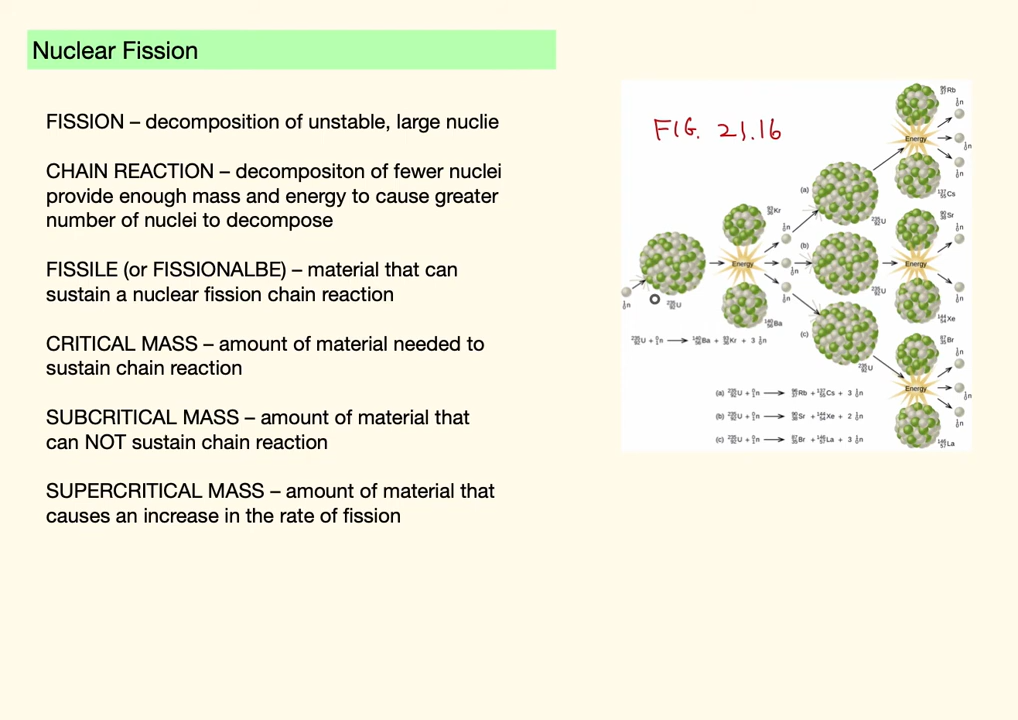 Nuclear Fission
FISSION – decomposition of unstable, large nuclie
CHAIN REACTION – decompositon of fewer nuclei
provide enough mass and energy to cause greater
number of nuclei to decompose
FISSILE (or FISSIONALBE) – material that can
sustain a nuclear fission chain reaction
CRITICAL MASS – amount of material needed to
sustain chain reaction
SUBCRITICAL MASS – amount of material that
can NOT sustain chain reaction
SUPERCRITICAL MASS – amount of material that
causes an increase in the rate of fission
FIG. 21.16
(a)
(b)
(c)
Energy
Energy
Energy
Energy